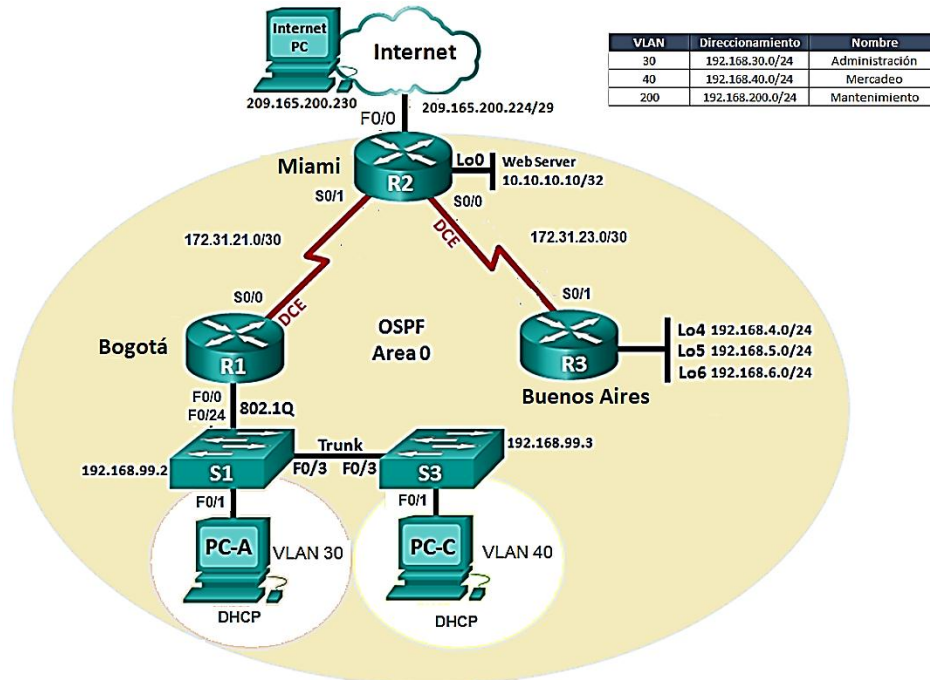 Internet
PC
Internet
209.165.200.230
209.165.200.224/29
F0/0
VLAN Direccionamiento Nombre
30 192.168.30.0/24 Administración
40 192.168.40.0/24 Mercadeo
200 192.168.200.0/24 Mantenimiento
Miami
R2
Lo0
Web Server
10.10.10.10/32
S0/1
S0/0
DCE
172.31.21.0/30
172.31.23.0/30
S0/0
DCE
S0/1
Bogotá
R1
OSPF
Area 0
R3
Buenos Aires
Lo4 192.168.4.0/24
Lo5 192.168.5.0/24
Lo6 192.168.6.0/24
F0/0
F0/24
802.1Q
192.168.99.2
S1
Trunk
F0/3 F0/3
S3
192.168.99.3
F0/1
F0/1
PC-A
VLAN 30
PC-C
VLAN 40
DHCP
DHCP